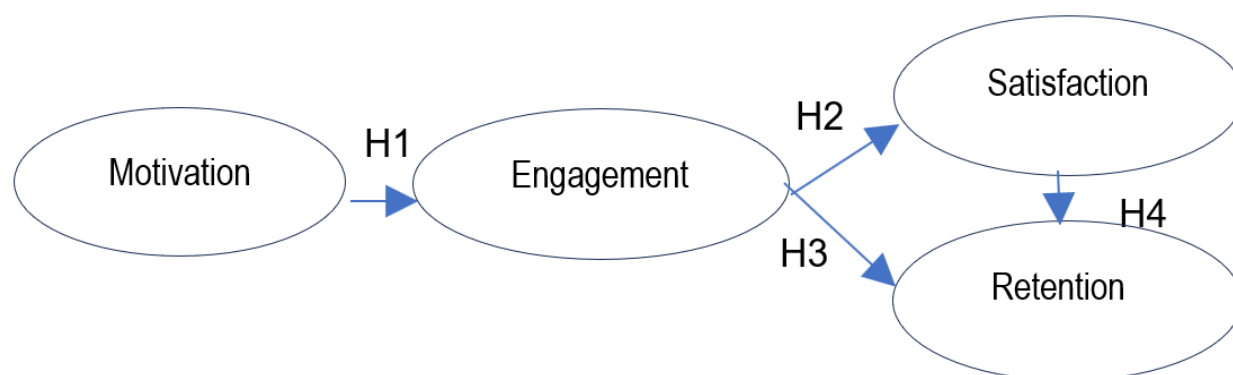 Motivation
H1
Engagement
H2
Satisfaction
H3
H4
Retention